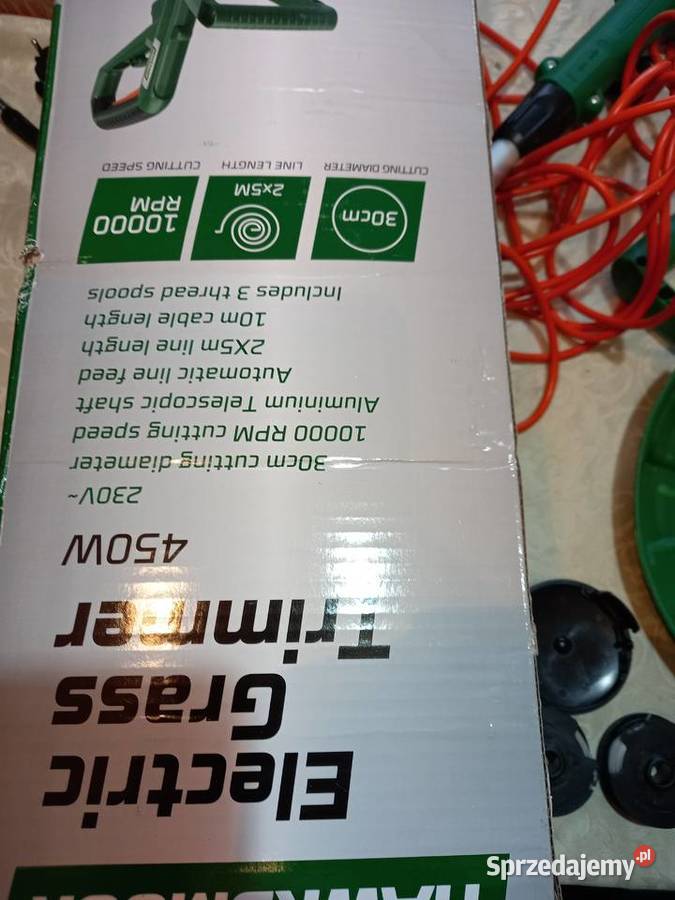 Electric
Grass
Trimmer
450W
230V~
30cm cutting diameter
10000 RPM cutting speed
Aluminium Telescopic shaft
Automatic line feed
2X5m line length
10m cable length
Includes 3 thread spools
30cm
2x5M
10000
RPM
CUTTING DIAMETER
LINE LENGTH
CUTTING SPEED
Sprzedajemy.pl